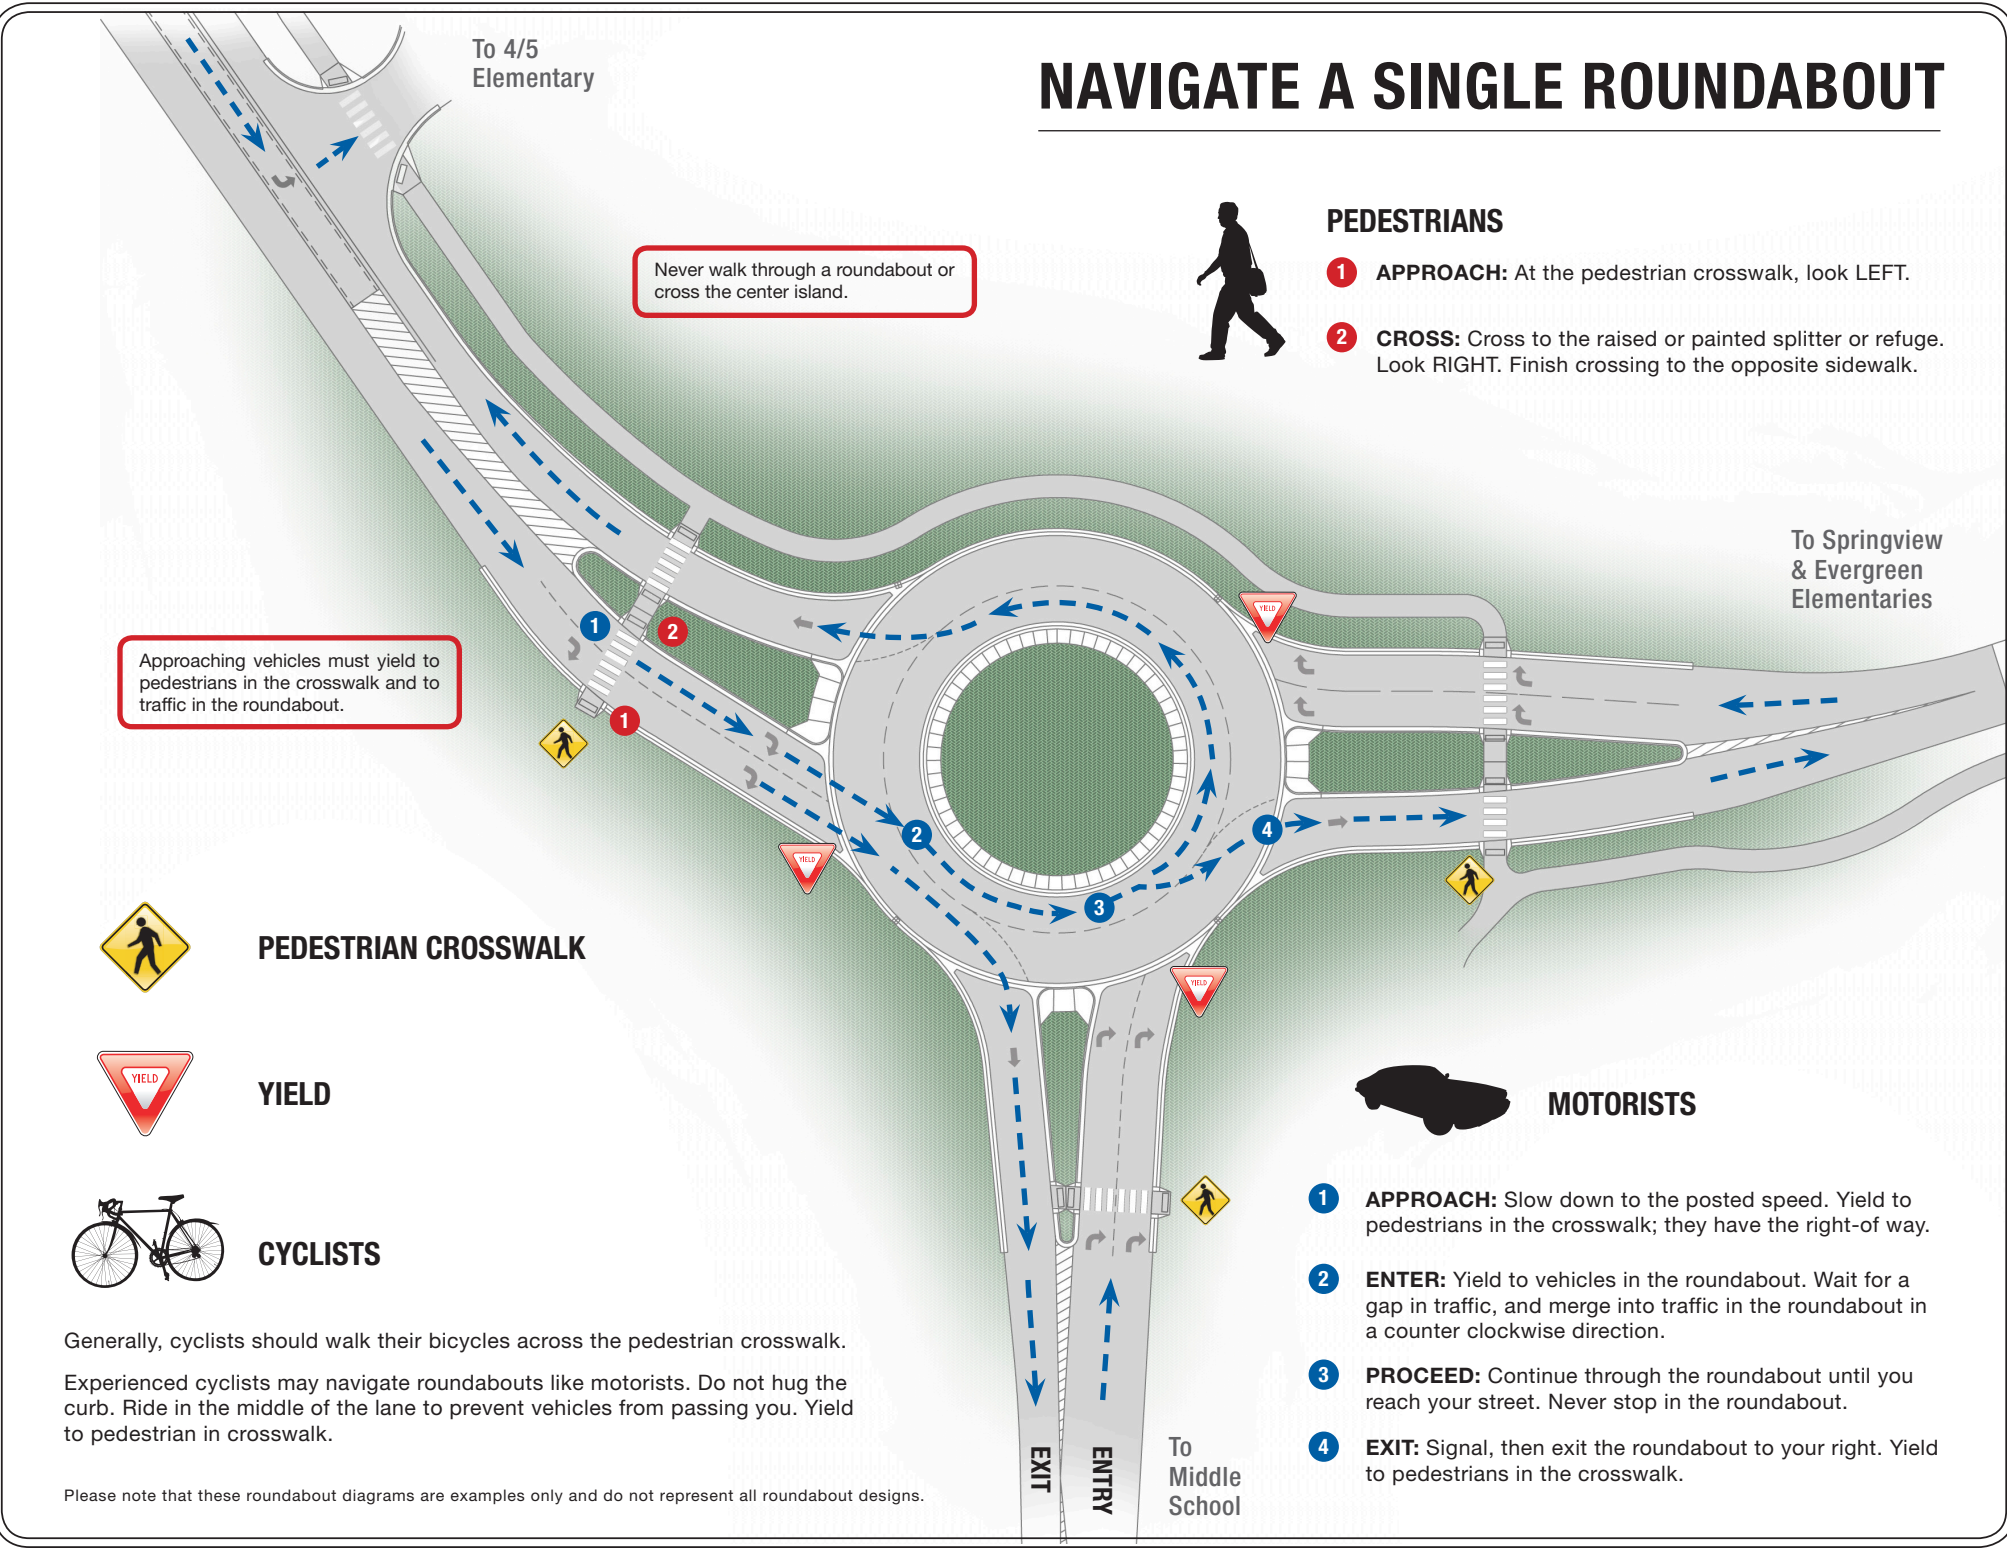 To 4/5
Elementary
NAVIGATE A SINGLE ROUNDABOUT
PEDESTRIANS
1 APPROACH: At the pedestrian crosswalk, look LEFT.
2 CROSS: Cross to the raised or painted splitter or refuge.
Look RIGHT. Finish crossing to the opposite sidewalk.
Never walk through a roundabout or
cross the center island.
To Springview
& Evergreen
Elementaries
Approaching vehicles must yield to
pedestrians in the crosswalk and to
traffic in the roundabout.
1
2
1
YIELD
2
4
3
YIELD
YIELD
PEDESTRIAN CROSSWALK
YIELD
YIELD
CYCLISTS
Generally, cyclists should walk their bicycles across the pedestrian crosswalk.
Experienced cyclists may navigate roundabouts like motorists. Do not hug the
curb. Ride in the middle of the lane to prevent vehicles from passing you. Yield
to pedestrian in crosswalk.
Please note that these roundabout diagrams are examples only and do not represent all roundabout designs.
EXIT
ENTRY
To
Middle
School
MOTORISTS
1 APPROACH: Slow down to the posted speed. Yield to
pedestrians in the crosswalk; they have the right-of way.
2 ENTER: Yield to vehicles in the roundabout. Wait for a
gap in traffic, and merge into traffic in the roundabout in
a counter clockwise direction.
3 PROCEED: Continue through the roundabout until you
reach your street. Never stop in the roundabout.
4 EXIT: Signal, then exit the roundabout to your right. Yield
to pedestrians in the crosswalk.